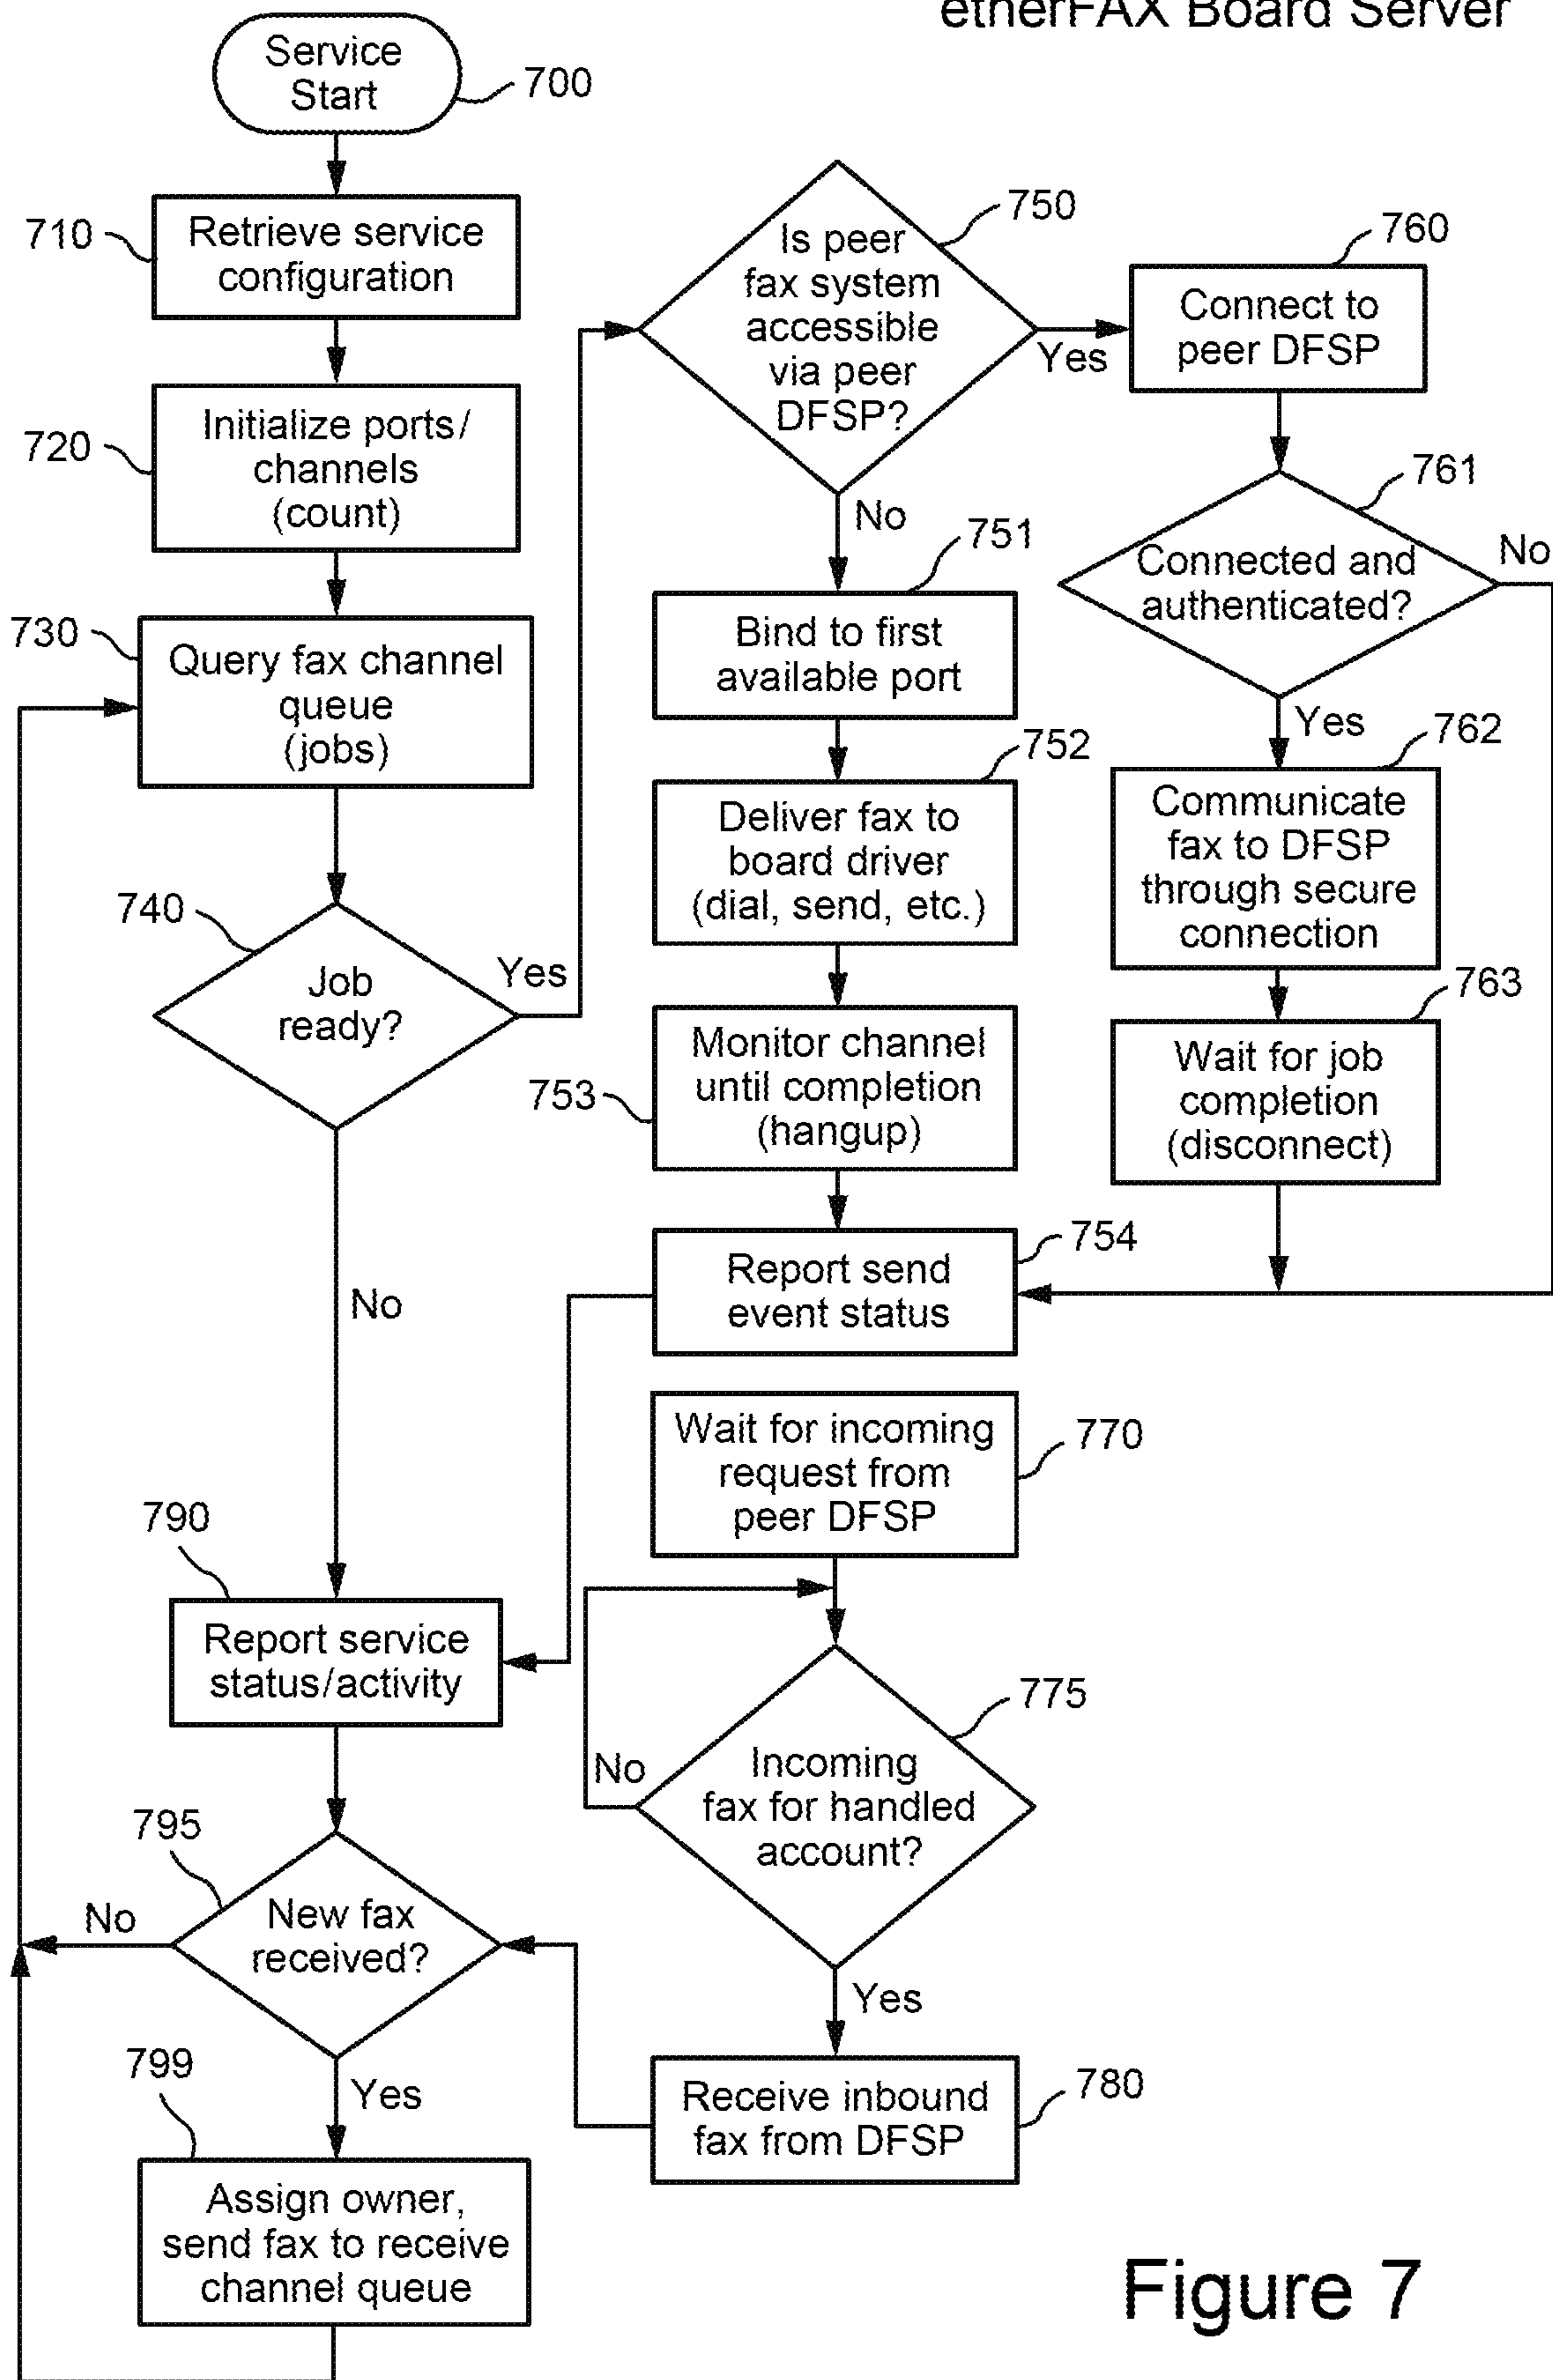 etherFAX Board Server
Service
Start
700
710
Retrieve service
configuration
720
Initialize ports/
channels
(count)
730
Query fax channel
queue
(jobs)
740
Job
ready?
Yes
No
750
Is peer
fax system
accessible
via peer
DFSP?
Yes
No
751
Bind to first
available port
752
Deliver fax to
board driver
(dial, send, etc.)
753
Monitor channel
until completion
(hangup)
754
Report send
event status
760
Connect to
peer DFSP
761
Connected and
authenticated?
No
Yes
762
Communicate
fax to DFSP
through secure
connection
763
Wait for job
completion
(disconnect)
770
Wait for incoming
request from
peer DFSP
775
Incoming
fax for handled
account?
No
Yes
780
Receive inbound
fax from DFSP
790
Report service
status/activity
795
New fax
received?
No
Yes
799
Assign owner,
send fax to receive
channel queue
Figure 7